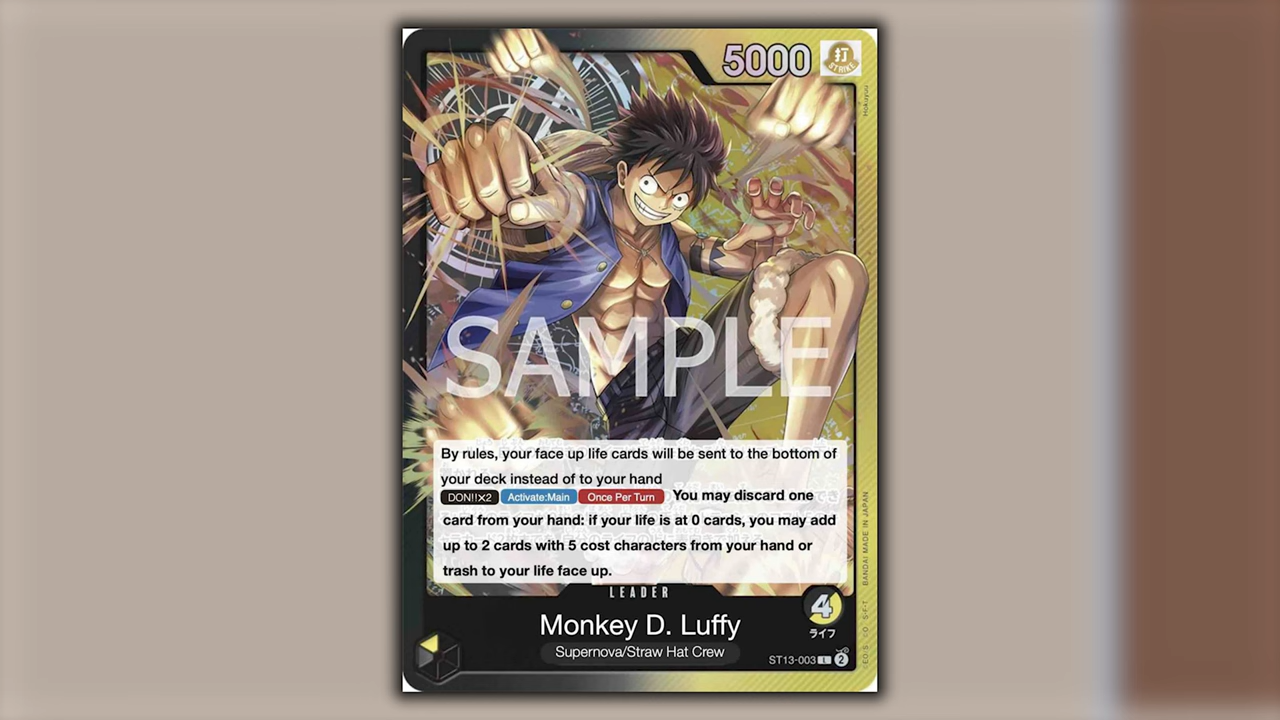 5000
打
STRIKE
SAMPLE
By rules, your face up life cards will be sent to the bottom of
your deck instead of to your hand
DON!!×2 Activate:Main Once Per Turn You may discard one
card from your hand: if your life is at 0 cards, you may add
up to 2 cards with 5 cost characters from your hand or
trash to your life face up.
LEADER
4
Monkey D. Luffy
ライフ
Supernova/Straw Hat Crew
ST13-003 L 2
BANDAI MADE IN JAPAN